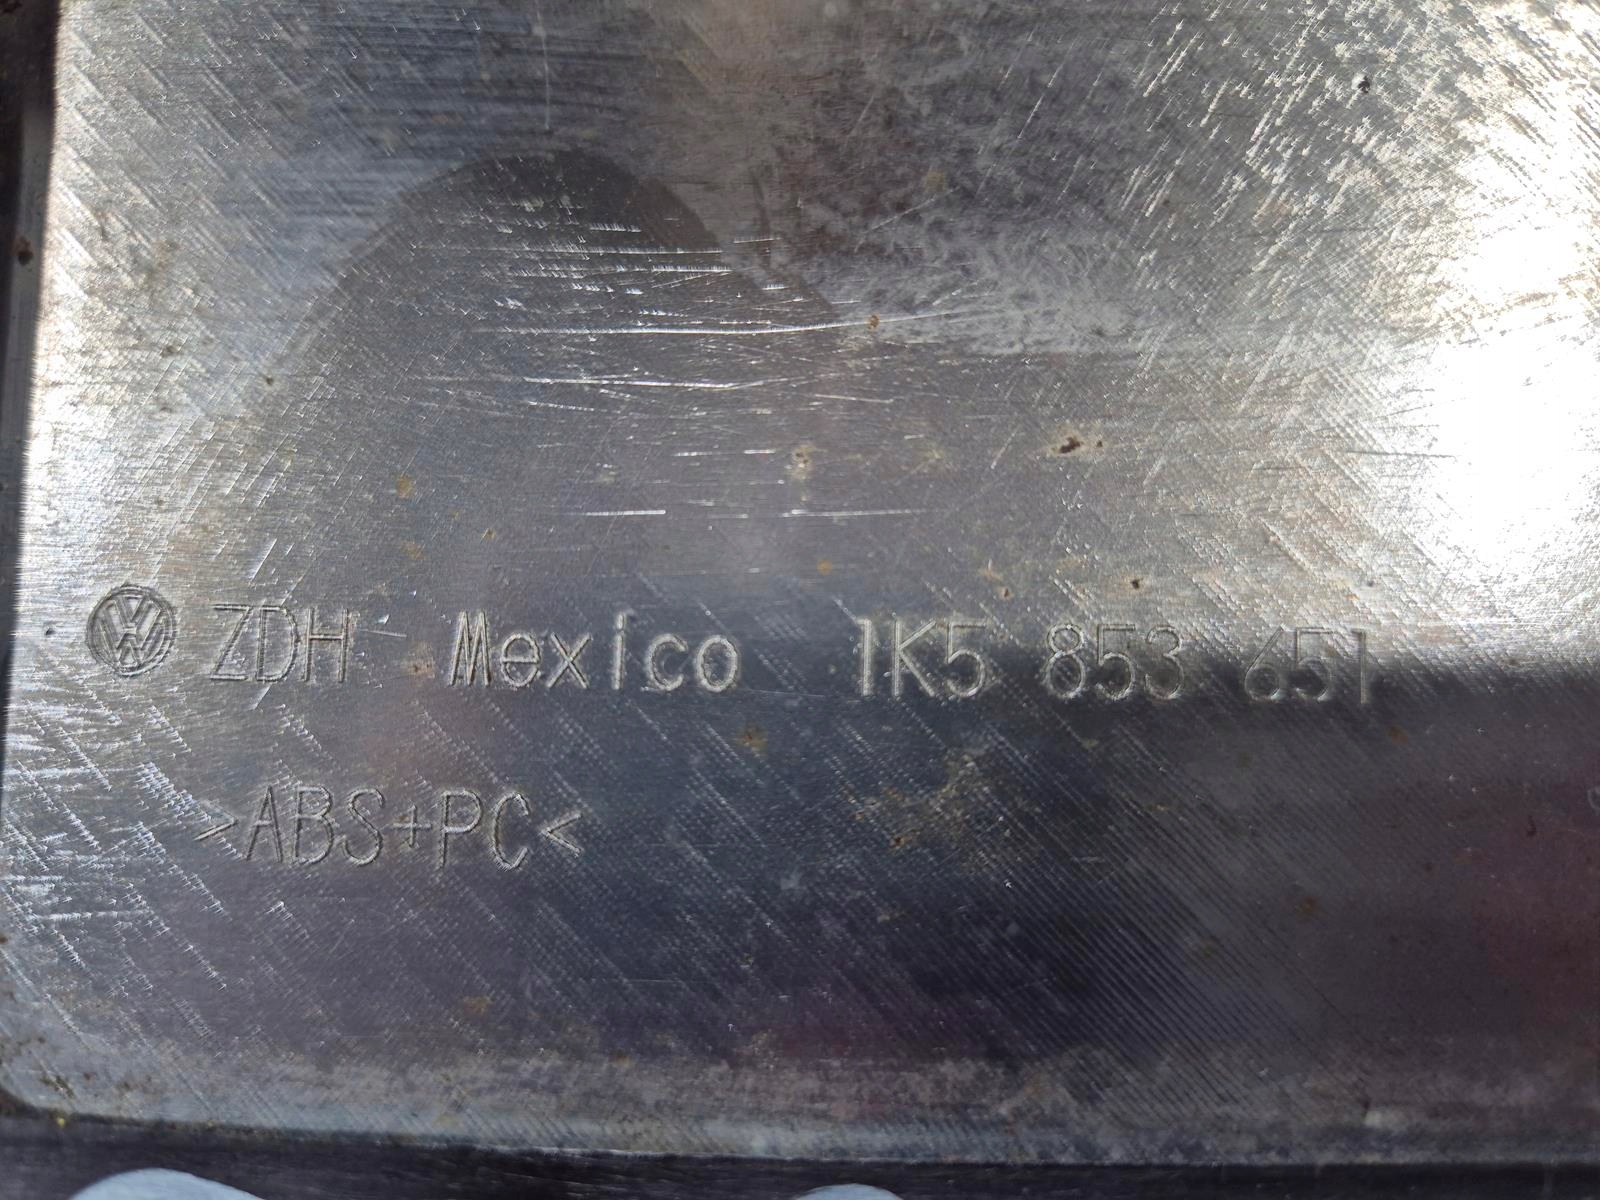 ZDH Mexico 1K5 853 651
>ABS+PC<